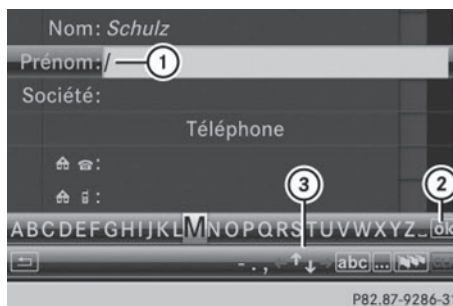 Nom: Schulz
Prénom:/ 1
Société:
Téléphone
:
3
: 2
ABCDEFGHIJKLMNOPQRSTUVWXYZ_ ok
- . , ←↑↓→ abc ...
P82.87-9286-31